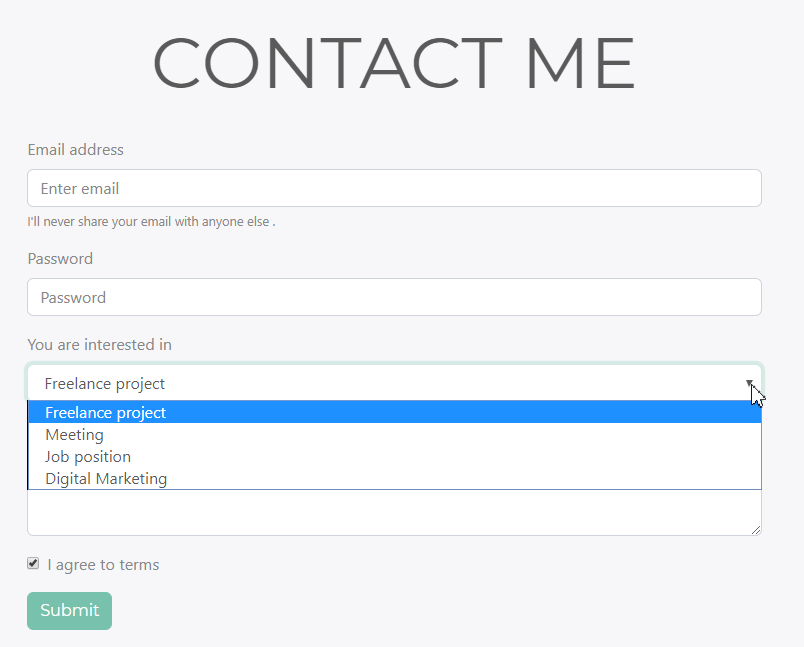 CONTACT ME
Email address
Enter email
I'll never share your email with anyone else .
Password
Password
You are interested in
Freelance project
Freelance project
Meeting
Job position
Digital Marketing
I agree to terms
Submit